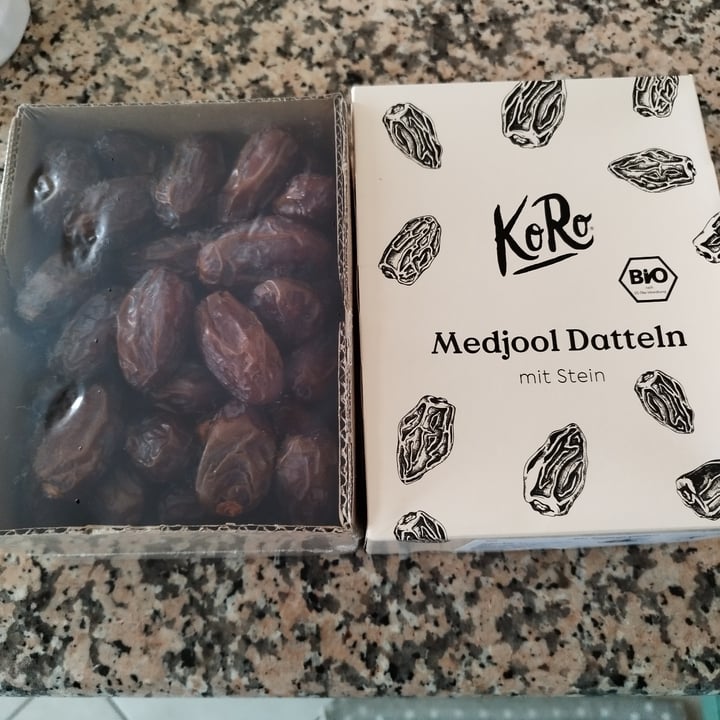 KoRo
BiO
Medjool Datteln
mit Stein